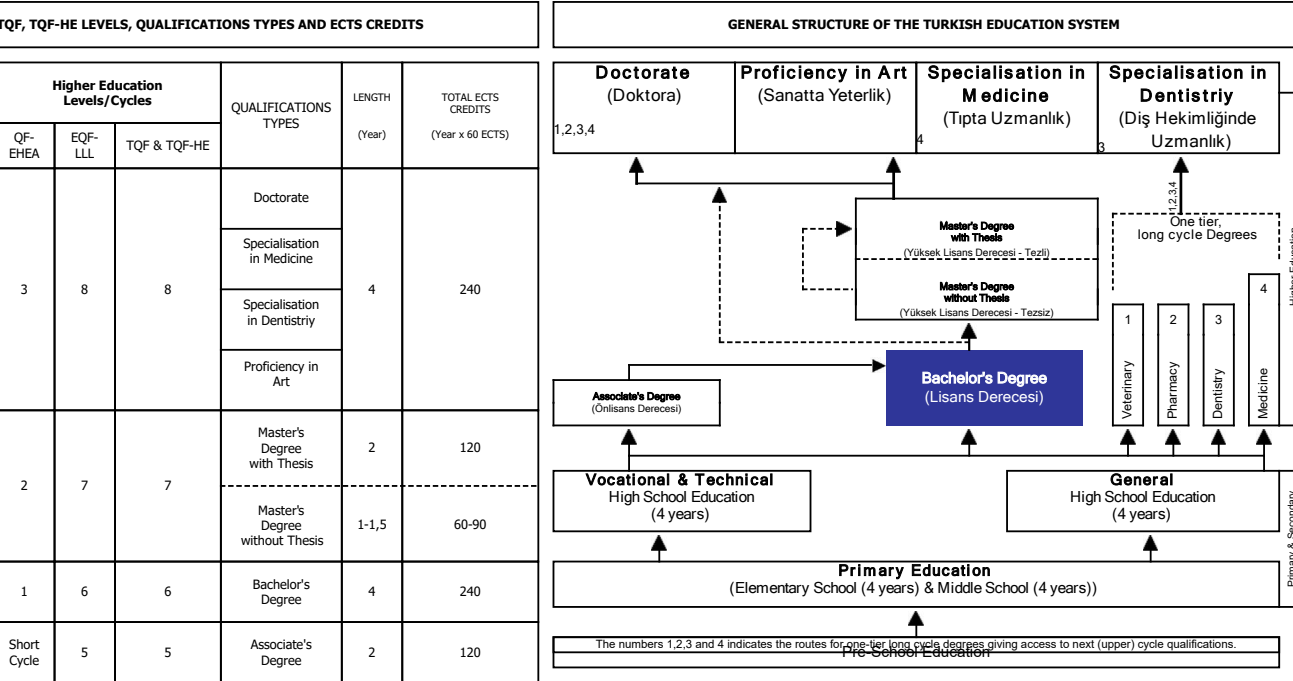 TQF, TQF-HE LEVELS, QUALIFICATIONS TYPES AND ECTS CREDITS
Higher Education
Levels/Cycles
QUALIFICATIONS
TYPES
LENGTH
(Year)
TOTAL ECTS
CREDITS
(Year x 60 ECTS)
QF-
EHEA
EQF-
LLL
TQF & TQF-HE
3
8
8
Doctorate
Specialisation
in Medicine
Specialisation
in Dentistriy
Proficiency in
Art
4
240
2
7
7
Master's
Degree
with Thesis
2
120
Master's
Degree
without Thesis
1-1,5
60-90
1
6
6
Bachelor's
Degree
4
240
Short
Cycle
5
5
Associate's
Degree
2
120
GENERAL STRUCTURE OF THE TURKISH EDUCATION SYSTEM
Doctorate
(Doktora)
1,2,3,4
Proficiency in Art
(Sanatta Yeterlik)
Specialisation in
Medicine
(Tıpta Uzmanlık)
4
Specialisation in
Dentistriy
(Diş Hekimliğinde
Uzmanlık)
3
1,2,3,4
One tier,
long cycle Degrees
Master's Degree
with Thesis
(Yüksek Lisans Derecesi - Tezli)
Master's Degree
without Thesis
(Yüksek Lisans Derecesi - Tezsiz)
Higher Education
1
Veterinary
2
Pharmacy
3
Dentistry
4
Medicine
Associate's Degree
(Önlisans Derecesi)
Bachelor's Degree
(Lisans Derecesi)
Vocational & Technical
High School Education
(4 years)
General
High School Education
(4 years)
Primary & Secondary
Primary Education
(Elementary School (4 years) & Middle School (4 years))
The numbers 1,2,3 and 4 indicates the routes for one-tier long cycle degrees giving access to next (upper) cycle qualifications.
Pre-School Education